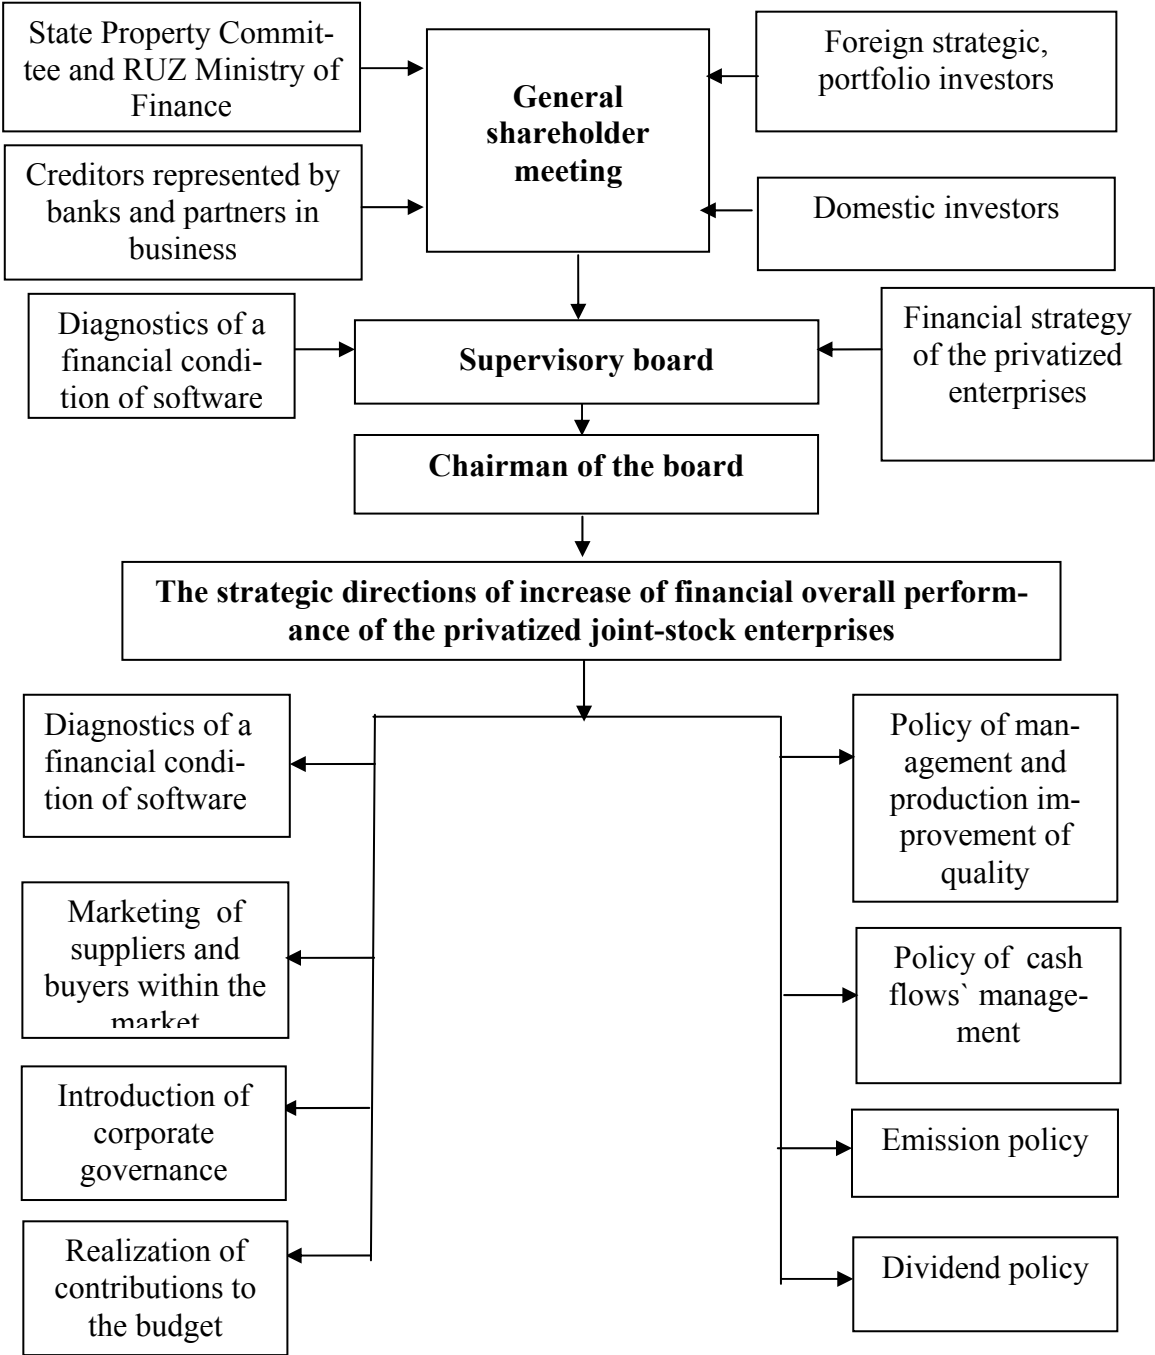 State Property Commit-
tee and RUZ Ministry of
Finance
General
shareholder
meeting
Foreign strategic,
portfolio investors
Creditors represented by
banks and partners in
business
Domestic investors
Diagnostics of a
financial condi-
tion of software
Supervisory board
Financial strategy
of the privatized
enterprises
Chairman of the board
The strategic directions of increase of financial overall perform-
ance of the privatized joint-stock enterprises
Diagnostics of a
financial condi-
tion of software
Policy of man-
agement and
production im-
provement of
quality
Marketing  of
suppliers and
buyers within the
market
Policy of  cash
flows` manage-
ment
Introduction of
corporate
governance
Emission policy
Realization of
contributions to
the budget
Dividend policy